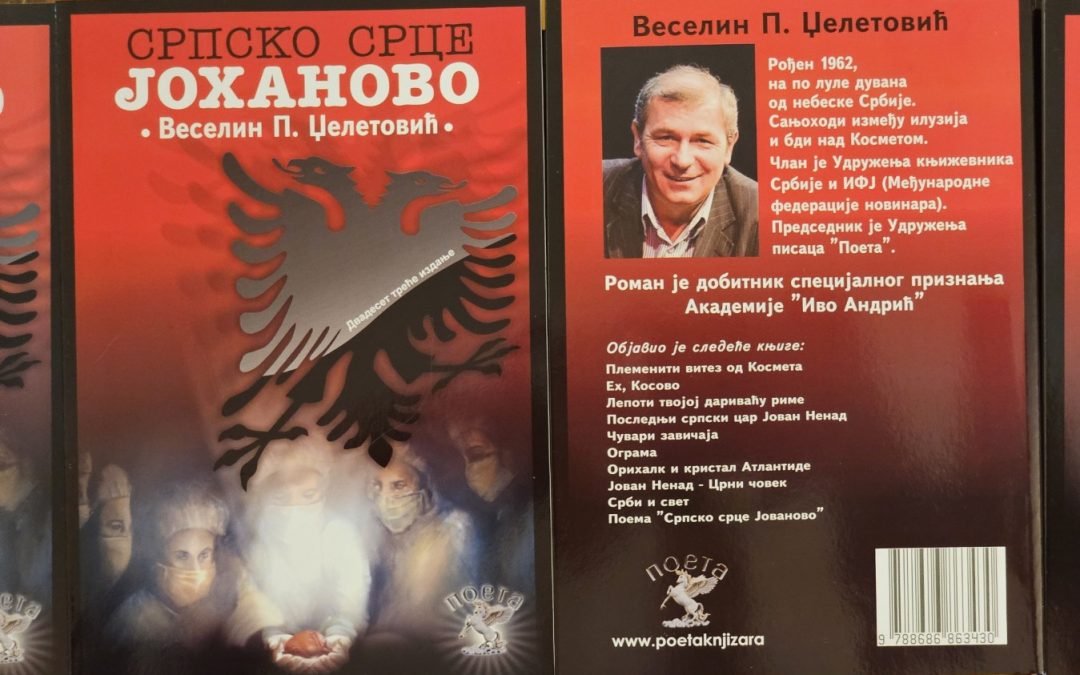 СРПСКО СРЦЕ
ЈОХАНОВО
• Веселин П. Џелетовић •
Двадесет треће издање
поета
Веселин П. Џелетовић
Рођен 1962,
на по луле дувана
од небеске Србије.
Сањоходи између илузија
и бди над Косметом.
Члан је Удружења књижевника
Србије и ИФЈ (Међународне
федерације новинара).
Председник је Удружења
писаца "Поета".
Роман је добитник специјалног признања
Академије "Иво Андрић"
Објавио је следеће књиге:
Племенити витез од Космета
Ех, Косово
Лепоти твојој дариваћу риме
Последњи српски цар Јован Ненад
Чувари завичаја
Ограма
Орихалк и кристал Атлантиде
Јован Ненад - Црни човек
Срби и свет
Поема "Српско срце Јованово"
поета
www.poetaknjizara
9 788686 863430